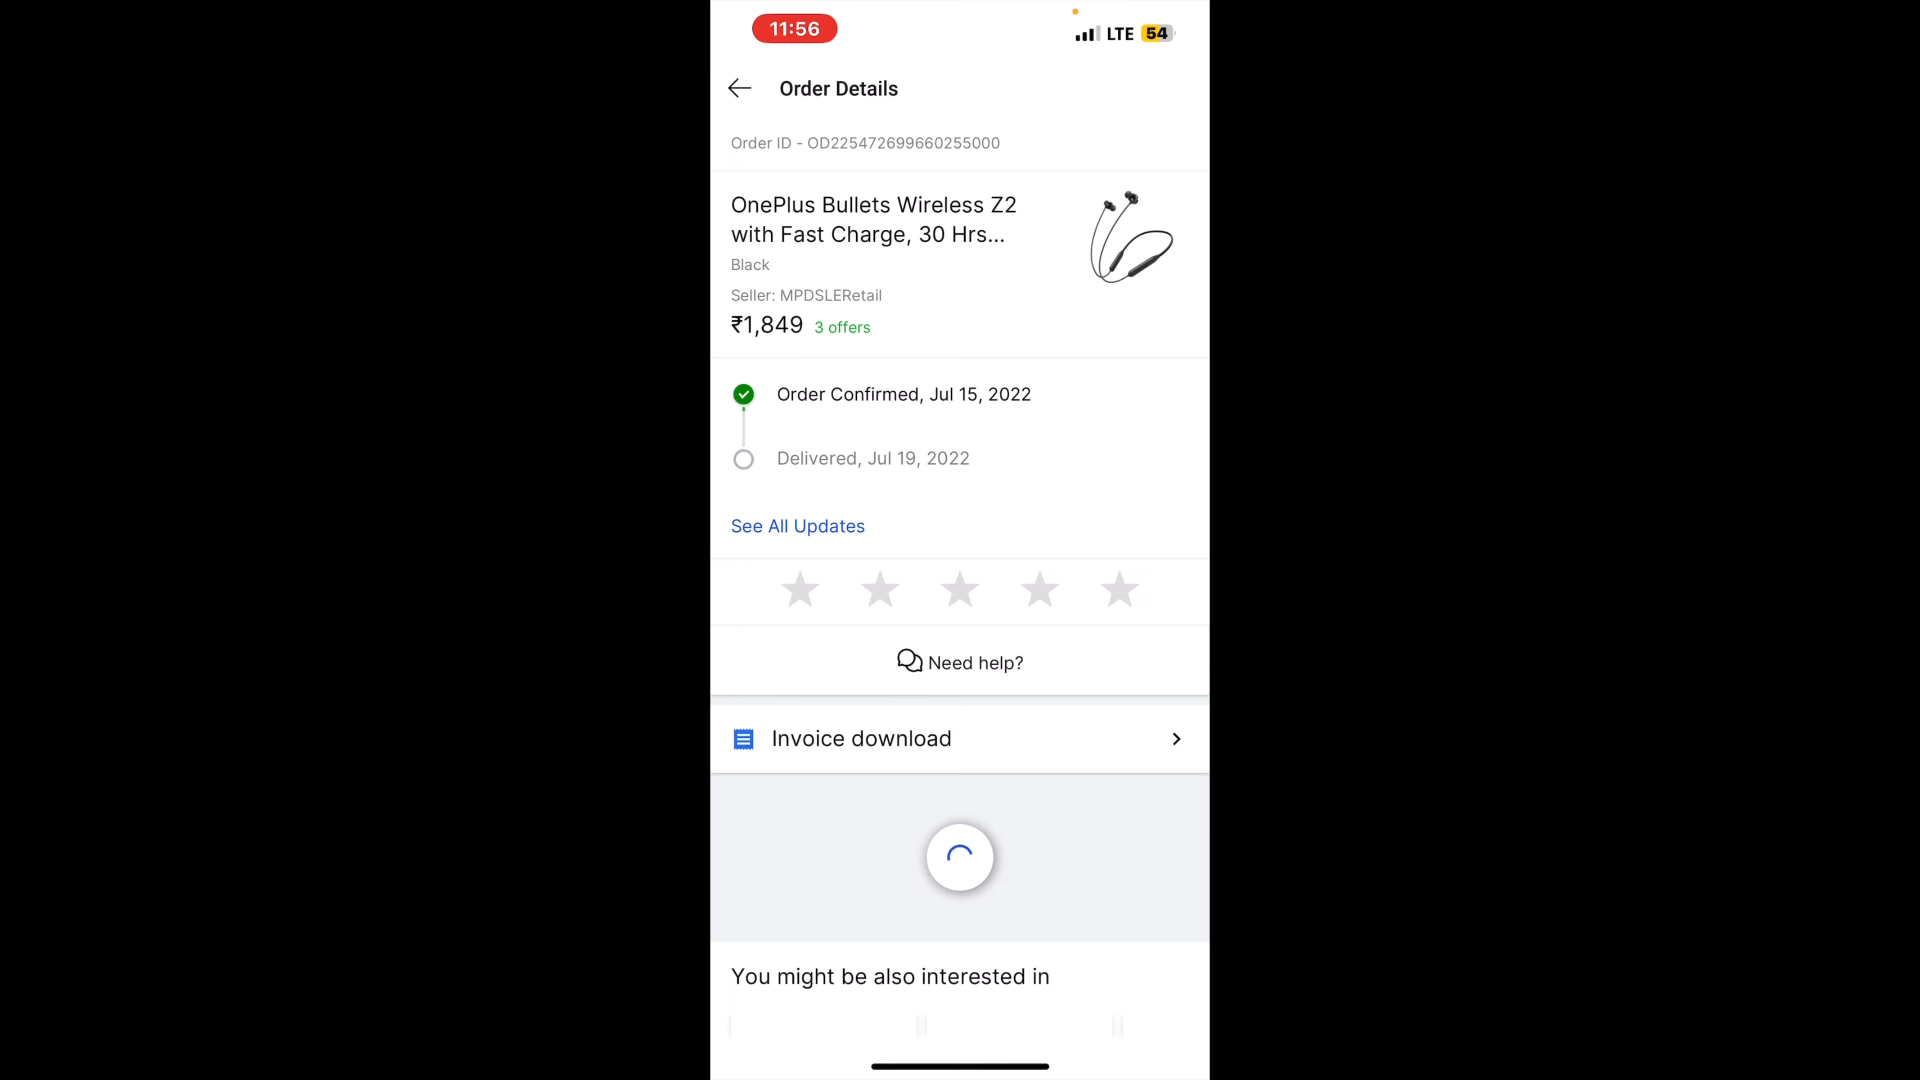 11:56
LTE 54
Order Details
Order ID - OD225472699660255000
OnePlus Bullets Wireless Z2
with Fast Charge, 30 Hrs...
Black
Seller: MPDSLERetail
₹1,849 3 offers
Order Confirmed, Jul 15, 2022
Delivered, Jul 19, 2022
See All Updates
Need help?
Invoice download
You might be also interested in